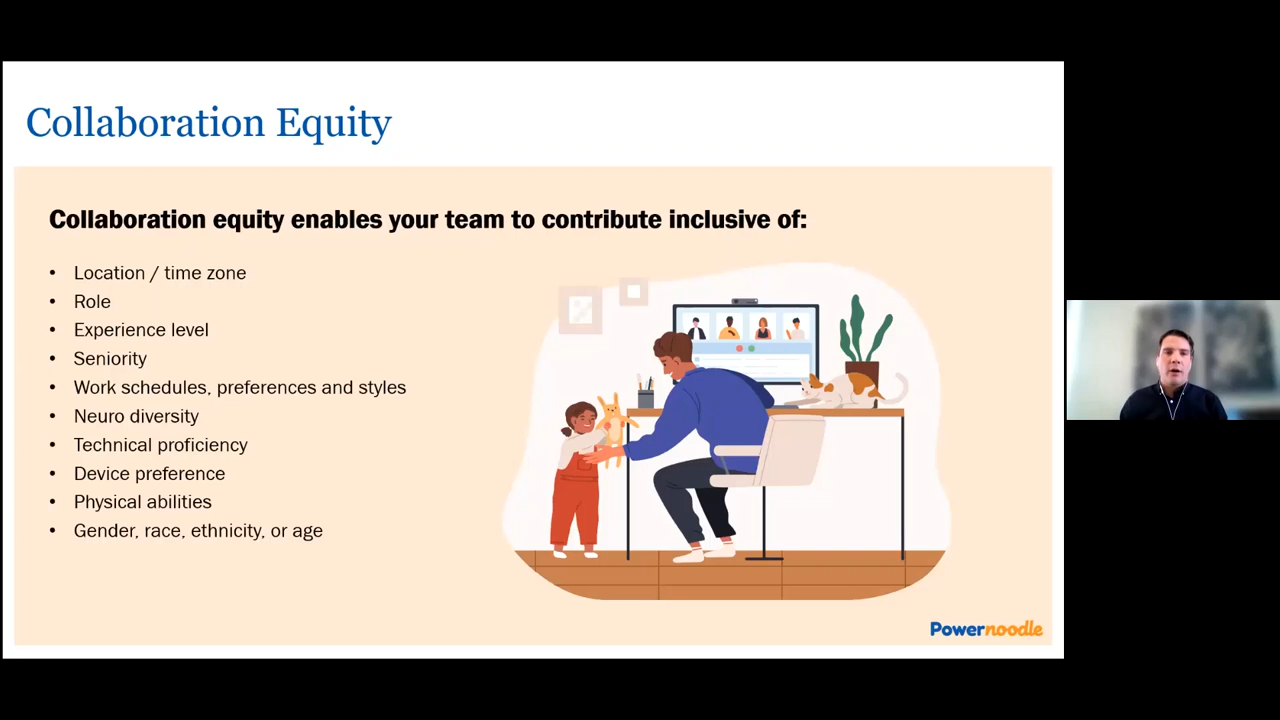 Collaboration Equity
Collaboration equity enables your team to contribute inclusive of:
• Location / time zone
• Role
• Experience level
• Seniority
• Work schedules, preferences and styles
• Neuro diversity
• Technical proficiency
• Device preference
• Physical abilities
• Gender, race, ethnicity, or age
Powernoodle